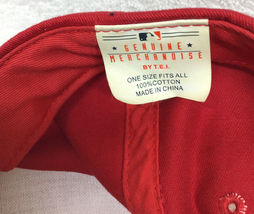 GENUINE
MERCHANDISE
BY T.E.I.
ONE SIZE FITS ALL
100% COTTON
MADE IN CHINA